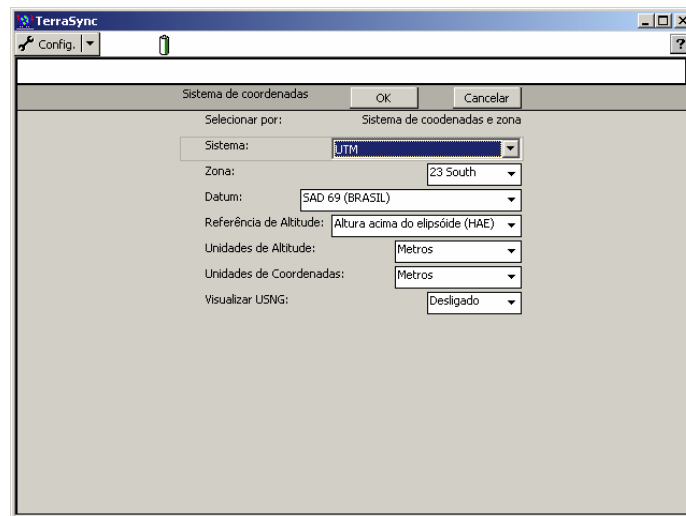 TerraSync
Config.
?
Sistema de coordenadas OK Cancelar
Selecionar por: Sistema de coodenadas e zona
Sistema: UTM
Zona: 23 South
Datum: SAD 69 (BRASIL)
Referência de Altitude: Altura acima do elipsóide (HAE)
Unidades de Altitude: Metros
Unidades de Coordenadas: Metros
Visualizar USNG: Desligado